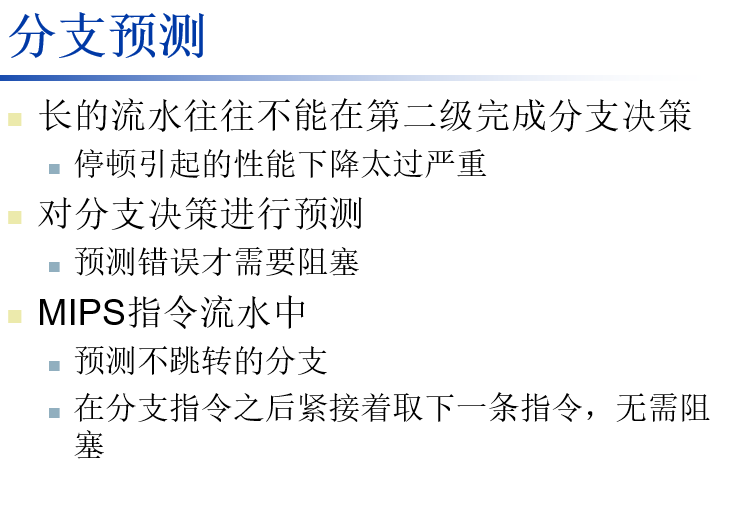 分支预测
长的流水往往不能在第二级完成分支决策
停顿引起的性能下降太过严重
对分支决策进行预测
预测错误才需要阻塞
MIPS指令流水中
预测不跳转的分支
在分支指令之后紧接着取下一条指令，无需阻
塞